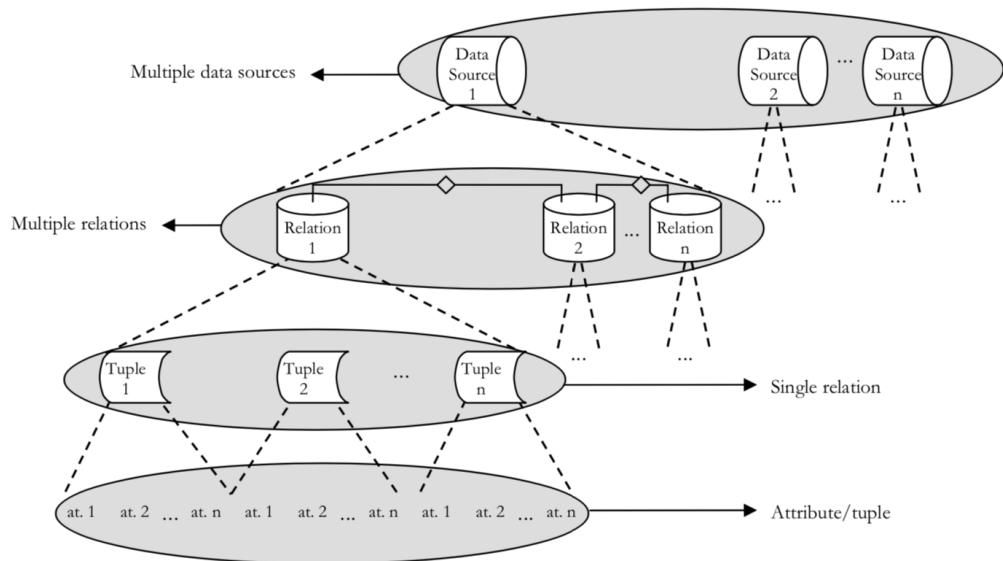 Multiple data sources
Data
Source
1
Data
Source
2
...
Data
Source
n
...
...
Multiple relations
Relation
1
Relation
2
...
Relation
n
...
...
Tuple
1
Tuple
2
...
Tuple
n
Single relation
at. 1 at. 2 ... at. n at. 1 at. 2 ... at. n at. 1 at. 2 ... at. n
Attribute/tuple